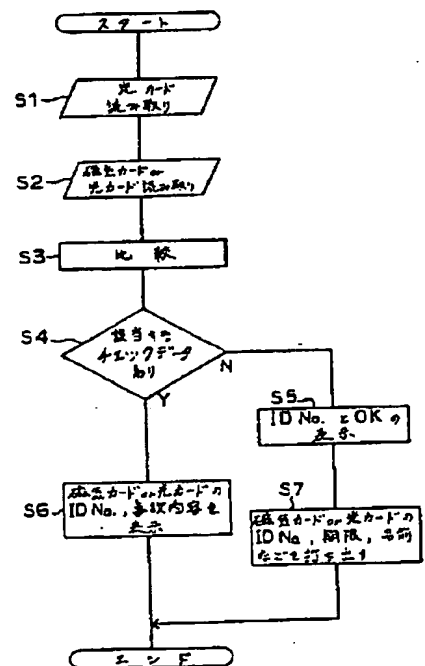 スタート
S1
光カード
読み取り
S2
磁気カードor
光カード読み取り
S3
比較
S4
該当する
チェックデータ
あり
N
Y
S5
ID No.とOKの
表示
S6
磁気カードor光カードの
ID No.,事故内容を
表示
S7
磁気カードor光カードの
ID No,期限,名前
などを打ち出す
エンド